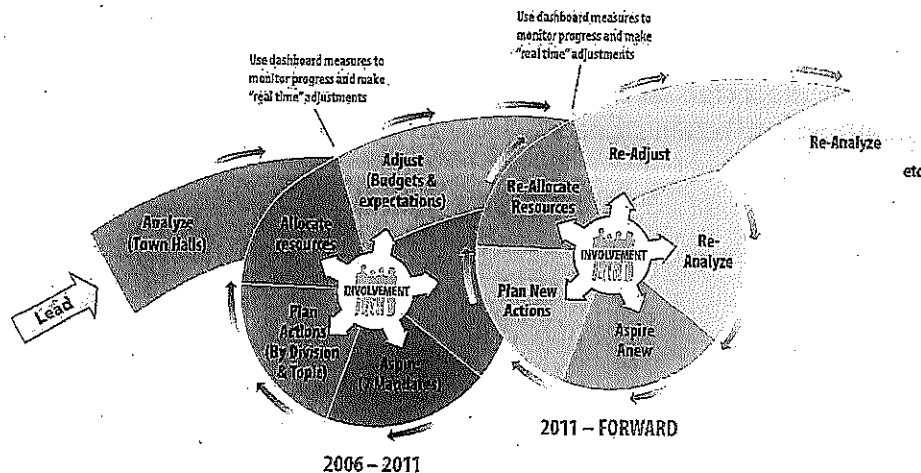 Use dashboard measures to
monitor progress and make
"real time" adjustments
Use dashboard measures to
monitor progress and make
"real time" adjustments
Lead
Analyze
(Town Halls)
Allocate
resources
Adjust
(Budgets &
expectations)
INVOLVEMENT
Plan
Actions
(By Division
& Topic)
Aspire
(7 Mandates)
2006 – 2011
Re-Allocate
Resources
Re-Adjust
Re-Analyze
etc
INVOLVEMENT
Re-
Analyze
Plan New
Actions
Aspire
Anew
2011 – FORWARD